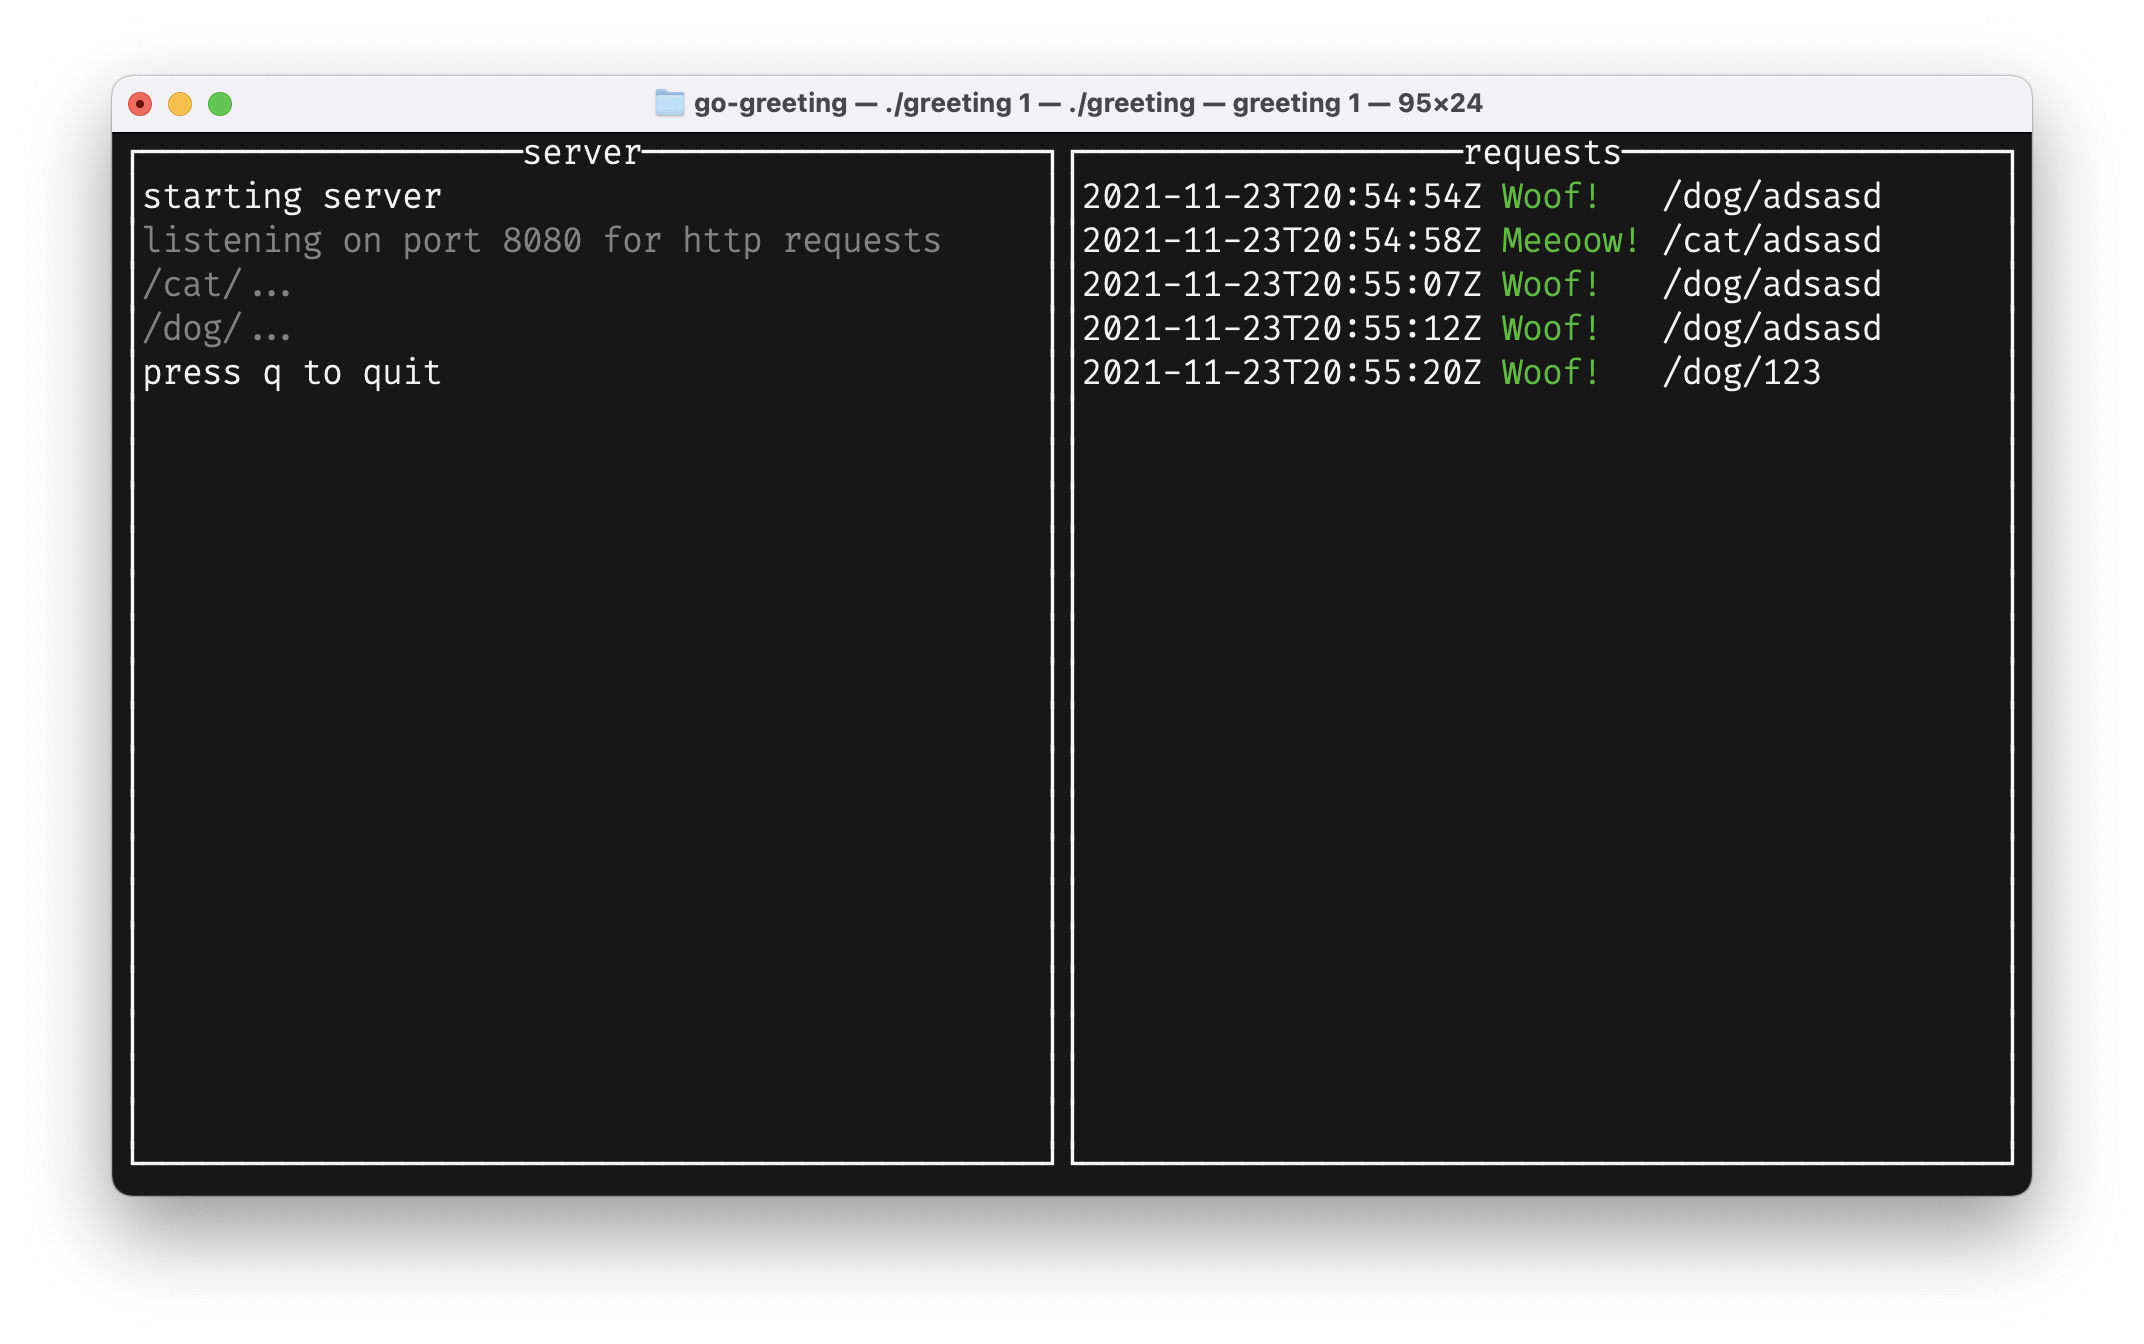 go-greeting — ./greeting 1 — ./greeting — greeting 1 — 95×24
server
starting server
listening on port 8080 for http requests
/cat/...
/dog/...
press q to quit
requests
2021-11-23T20:54:54Z Woof! /dog/adsasd
2021-11-23T20:54:58Z Meeoow! /cat/adsasd
2021-11-23T20:55:07Z Woof! /dog/adsasd
2021-11-23T20:55:12Z Woof! /dog/adsasd
2021-11-23T20:55:20Z Woof! /dog/123